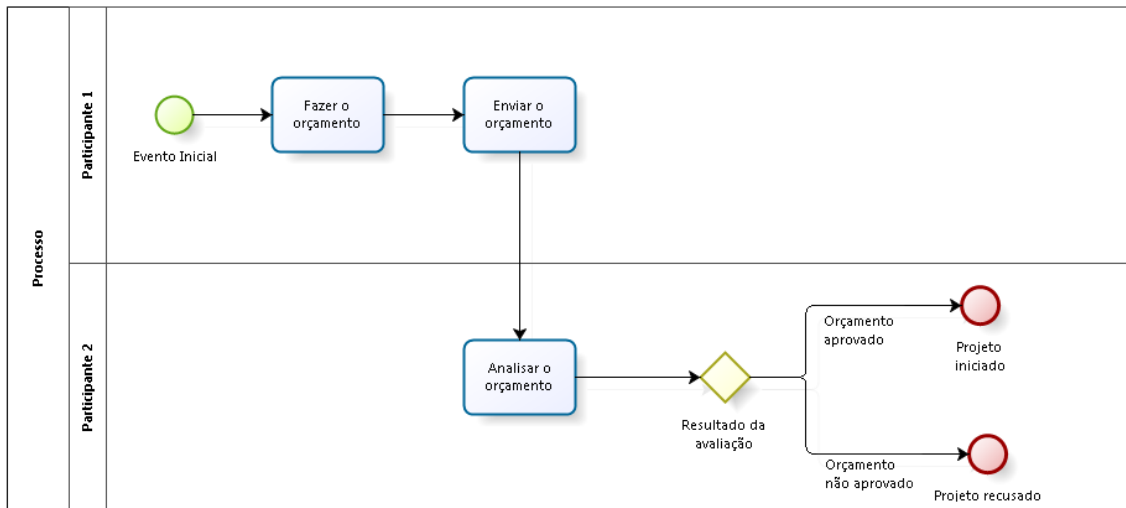 Processo
Participante 1
Evento Inicial
Fazer o
orçamento
Enviar o
orçamento
Participante 2
Analisar o
orçamento
Resultado da
avaliação
Orçamento
aprovado
Projeto
iniciado
Orçamento
não aprovado
Projeto recusado